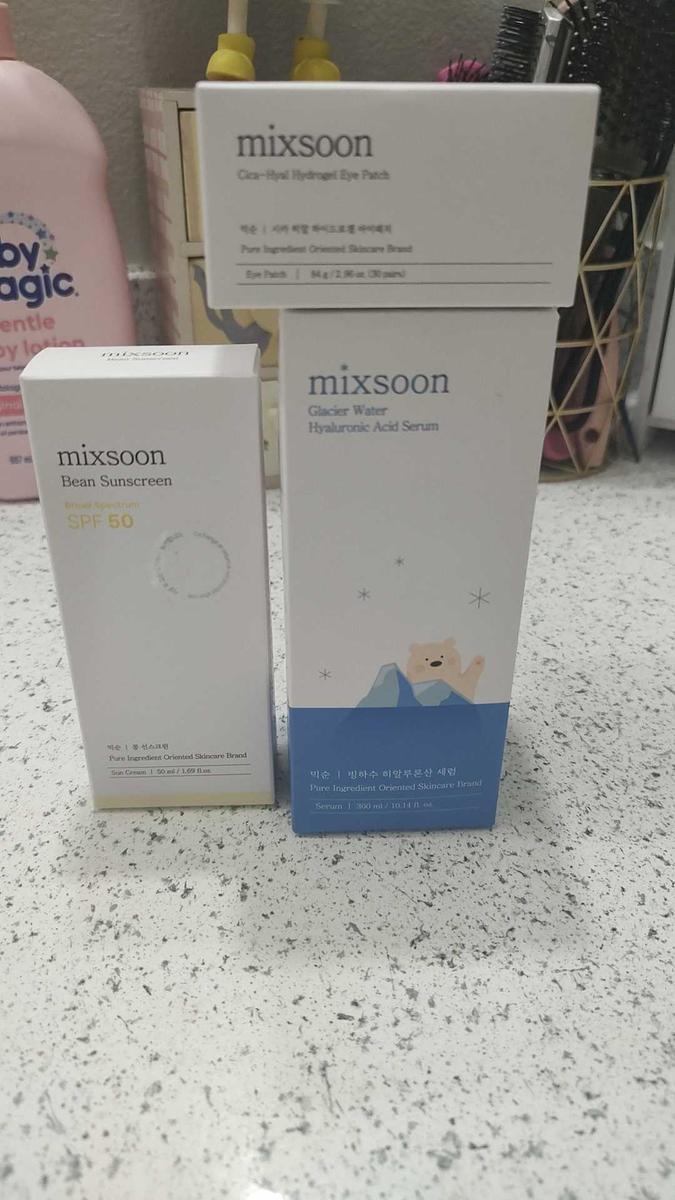 mixsoon
Cica-Hyal Hydrogel Eye Patch
믹순 | 시카 히알 하이드로겔 아이패치
Pure Ingredient Oriented Skincare Brand
Eye Patch | 84 g / 2.96 oz. (30 pairs)
mixsoon
Glacier Water
Hyaluronic Acid Serum
믹순 | 빙하수 히알루론산 세럼
Pure Ingredient Oriented Skincare Brand
Serum | 300 ml / 10.14 fl. oz.
mixsoon
Bean Sunscreen
mixsoon
Bean Sunscreen
Broad Spectrum
SPF 50
믹순 | 콩 선스크린
Pure Ingredient Oriented Skincare Brand
Sun Cream | 50 ml / 1.69 fl.oz.
by
agic.
entle
by lotion